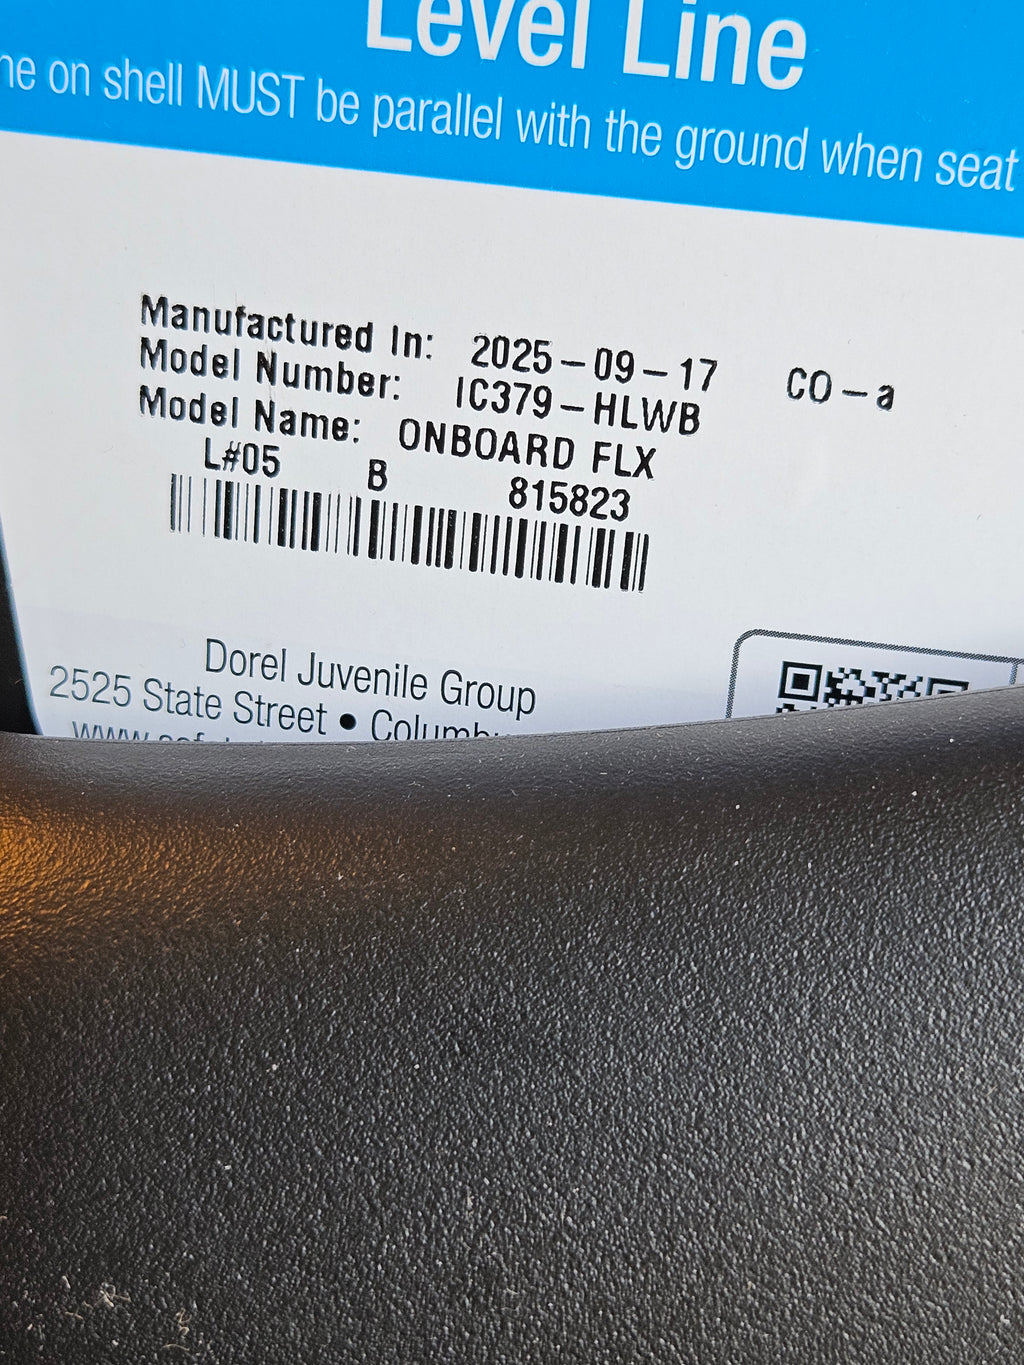 Level Line
on shell MUST be parallel with the ground when seat
Manufactured In: 2025-09-17 CO-a
Model Number: IC379-HLWB
Model Name: ONBOARD FLX
L#05 B 815823
Dorel Juvenile Group
2525 State Street •